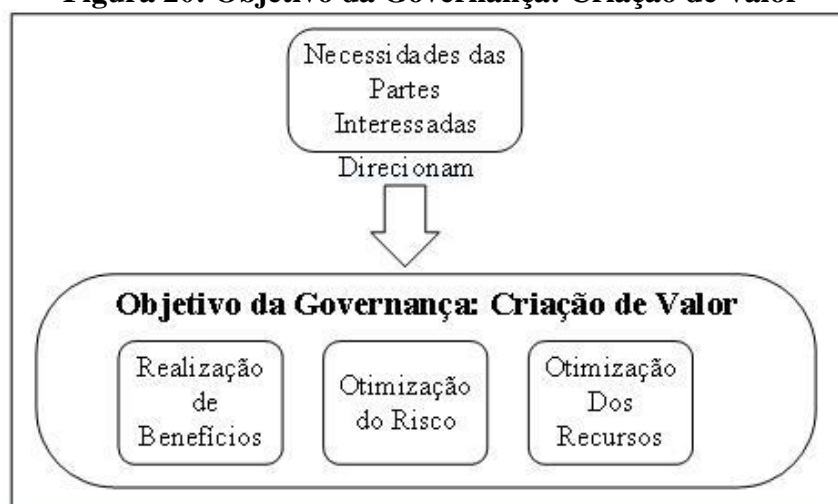 Figura 20: Objetivo da Governança: Criação de Valor
Necessidades das
Partes
Interessadas
Direcionam
Objetivo da Governança: Criação de Valor
Realização
de
Benefícios
Otimização
do Risco
Otimização
Dos
Recursos